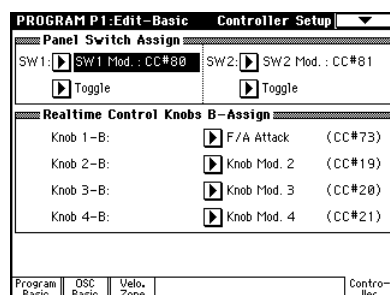 PROGRAM P1:Edit-Basic Controller Setup
Panel Switch Assign
SW1: SW1 Mod.:CC#80 SW2: SW2 Mod.:CC#81
Toggle Toggle
Realtime Control Knobs B-Assign
Knob 1-B: F/A Attack (CC#73)
Knob 2-B: Knob Mod. 2 (CC#19)
Knob 3-B: Knob Mod. 3 (CC#20)
Knob 4-B: Knob Mod. 4 (CC#21)
Program OSC Velo. Contro-
Basic Basic Zone ller